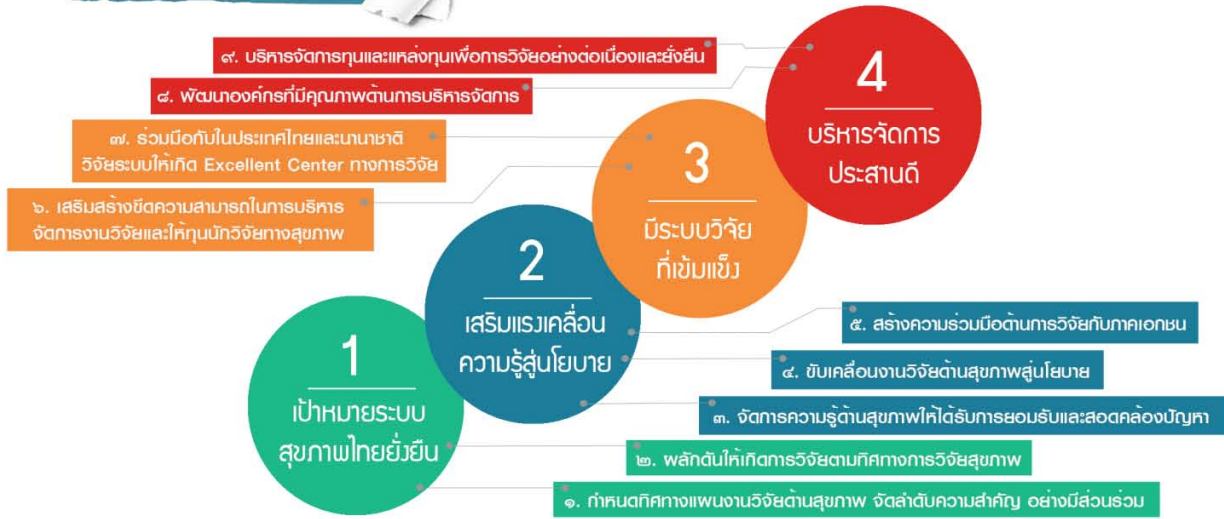 ๙. บริหารจัดการทุนและแหล่งทุนเพื่อการวิจัยอย่างต่อเนื่องและยั่งยืน
๘. พัฒนาองค์กรที่มีคุณภาพด้านการบริหารจัดการ
4
บริหารจัดการ
ประสานดี
๗. ร่วมมือกับในประเทศไทยและนานาชาติ
วิจัยระบบให้เกิด Excellent Center ทางการวิจัย
๖. เสริมสร้างขีดความสามารถในการบริหาร
จัดการงานวิจัยและให้ทุนนักวิจัยทางสุขภาพ
3
มีระบบวิจัย
ที่เข้มแข็ง
2
เสริมแรงเคลื่อน
ความรู้สู่นโยบาย
๕. สร้างความร่วมมือด้านการวิจัยกับภาคเอกชน
๔. ขับเคลื่อนงานวิจัยด้านสุขภาพสู่นโยบาย
๓. จัดการความรู้ด้านสุขภาพให้ได้รับการยอมรับและสอดคล้องปัญหา
1
เป้าหมายระบบ
สุขภาพไทยยั่งยืน
๒. ผลักดันให้เกิดการวิจัยตามทิศทางการวิจัยสุขภาพ
๑. กำหนดทิศทางแผนงานวิจัยด้านสุขภาพ จัดลำดับความสำคัญ อย่างมีส่วนร่วม